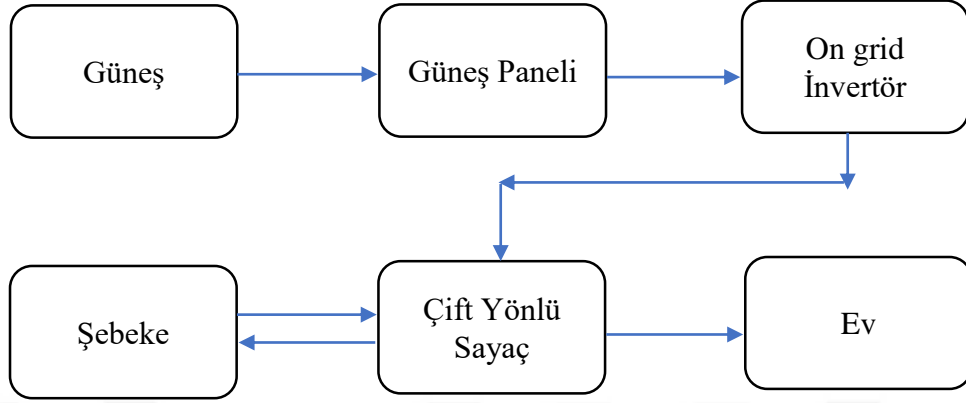 Güneş
Güneş Paneli
On grid
İnvertör
Şebeke
Çift Yönlü
Sayaç
Ev